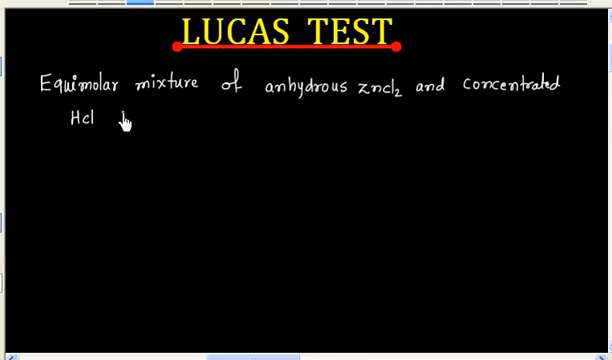 LUCAS TEST
Equimolar mixture of anhydrous zncl2 and concentrated
Hcl